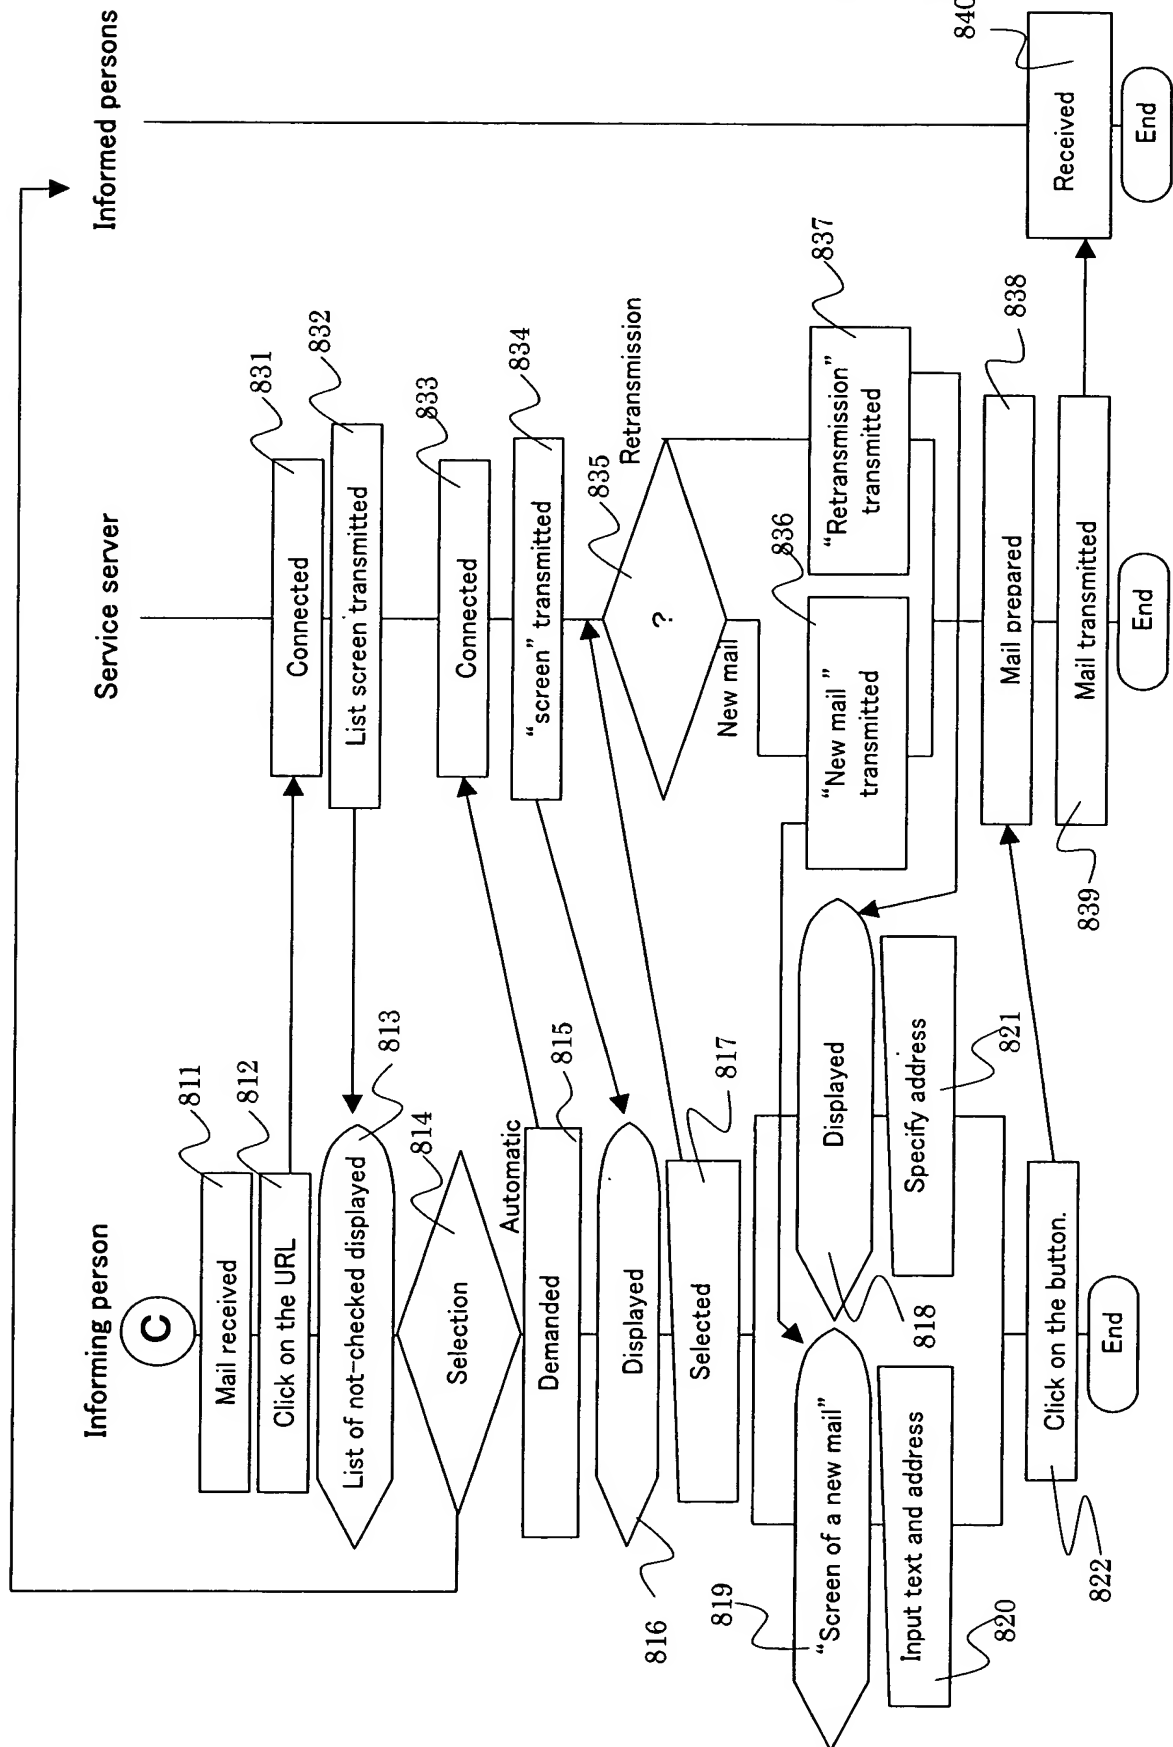 Informing person
Service server
Informed persons
C
Mail received
811
Click on the URL
812
Connected
831
List screen transmitted
832
List of not-checked displayed
813
Selection
814
Automatic
Demanded
815
Connected
833
"screen" transmitted
834
Displayed
816
Selected
817
?
835
Retransmission
New mail
"New mail"
transmitted
836
"Retransmission"
transmitted
837
"Screen of a new mail"
819
Displayed
818
Input text and address
820
Specify address
821
Mail prepared
838
Click on the button.
822
Mail transmitted
839
Received
840
End
End
End